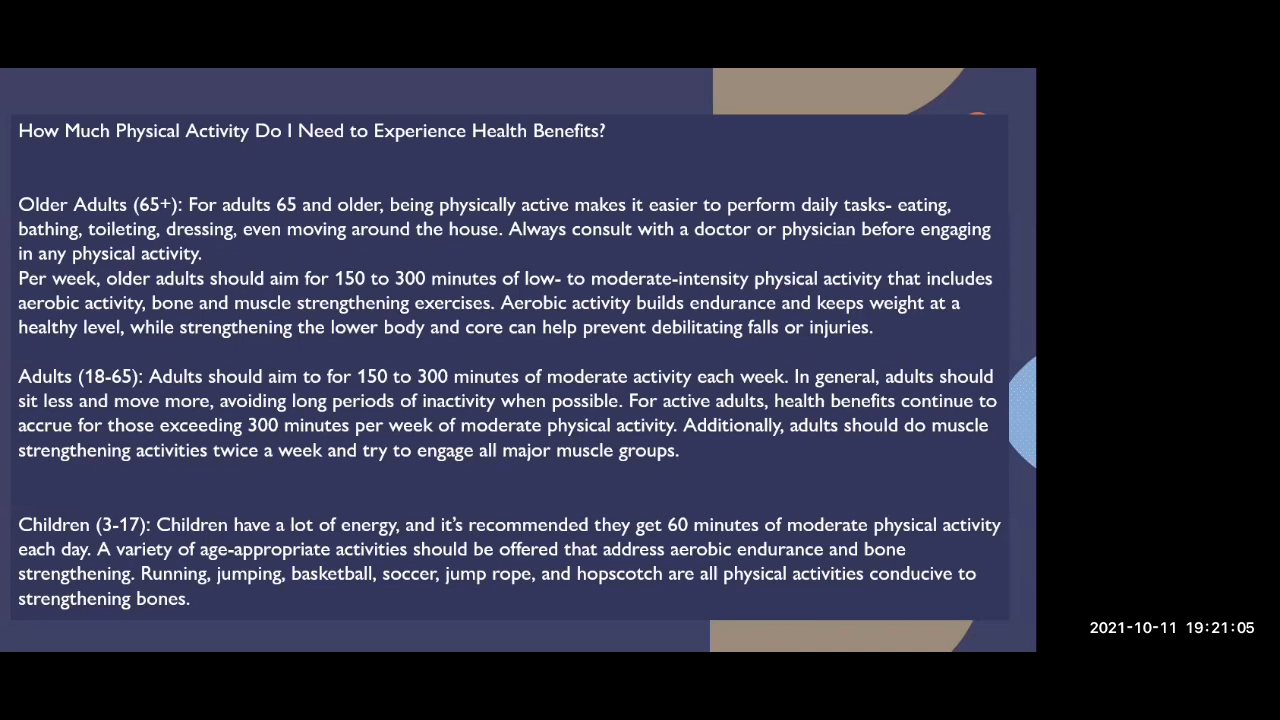 How Much Physical Activity Do I Need to Experience Health Benefits?
Older Adults (65+): For adults 65 and older, being physically active makes it easier to perform daily tasks- eating,
bathing, toileting, dressing, even moving around the house. Always consult with a doctor or physician before engaging
in any physical activity.
Per week, older adults should aim for 150 to 300 minutes of low- to moderate-intensity physical activity that includes
aerobic activity, bone and muscle strengthening exercises. Aerobic activity builds endurance and keeps weight at a
healthy level, while strengthening the lower body and core can help prevent debilitating falls or injuries.
Adults (18-65): Adults should aim to for 150 to 300 minutes of moderate activity each week. In general, adults should
sit less and move more, avoiding long periods of inactivity when possible. For active adults, health benefits continue to
accrue for those exceeding 300 minutes per week of moderate physical activity. Additionally, adults should do muscle
strengthening activities twice a week and try to engage all major muscle groups.
Children (3-17): Children have a lot of energy, and it’s recommended they get 60 minutes of moderate physical activity
each day. A variety of age-appropriate activities should be offered that address aerobic endurance and bone
strengthening. Running, jumping, basketball, soccer, jump rope, and hopscotch are all physical activities conducive to
strengthening bones.
2021-10-11 19:21:05